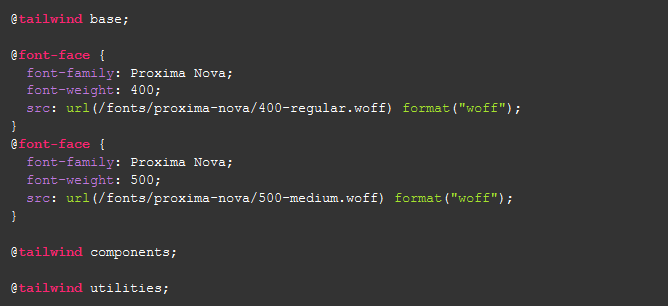 @tailwind base;
@font-face {
font-family: Proxima Nova;
font-weight: 400;
src: url(/fonts/proxima-nova/400-regular.woff) format("woff");
}
@font-face {
font-family: Proxima Nova;
font-weight: 500;
src: url(/fonts/proxima-nova/500-medium.woff) format("woff");
}
@tailwind components;
@tailwind utilities;